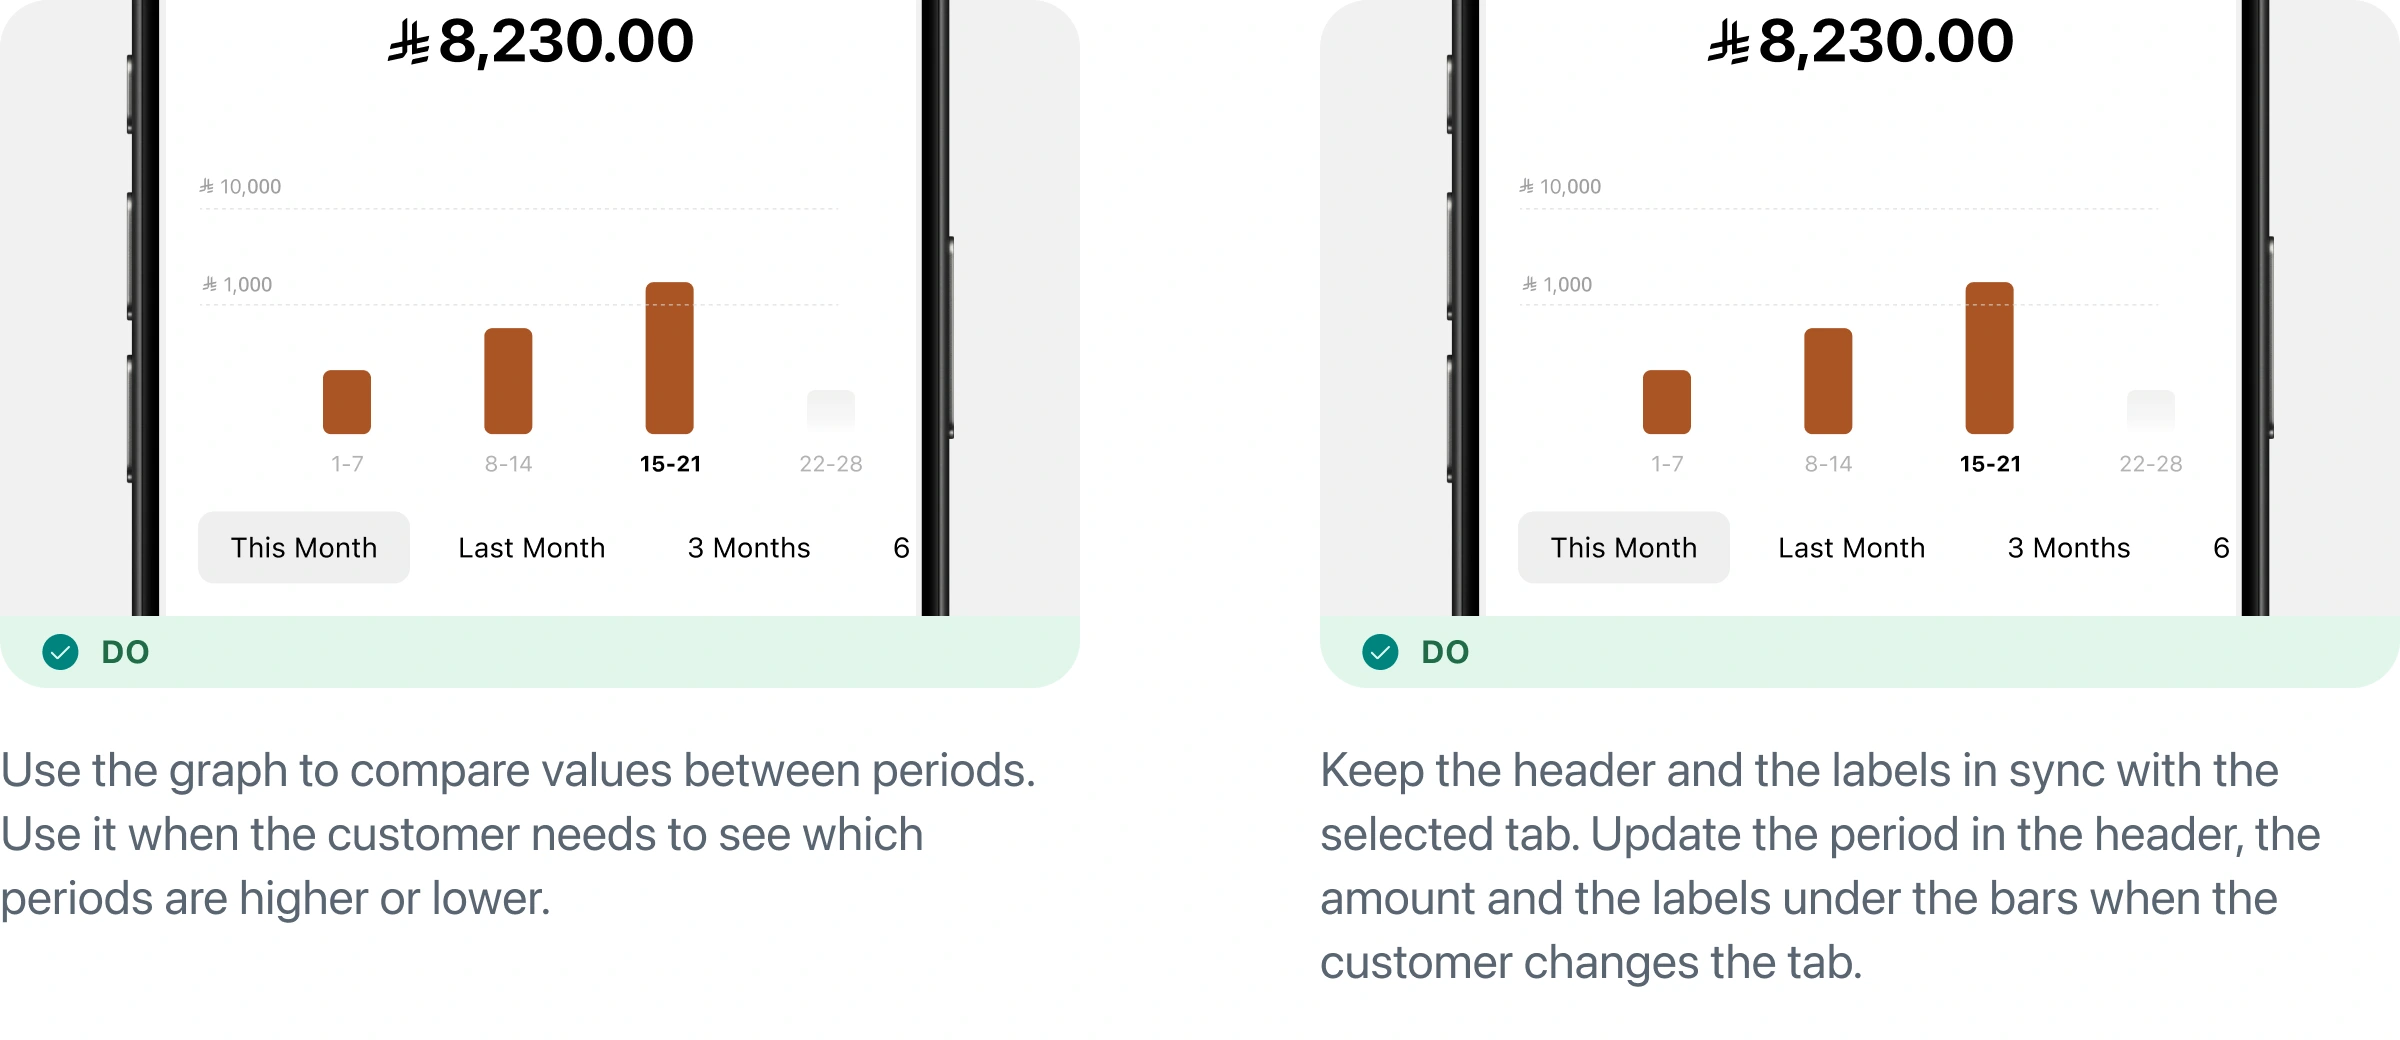 ⃁ 8,230.00
⃁ 10,000
⃁ 1,000
1-7 8-14 15-21 22-28
This Month Last Month 3 Months 6
DO
Use the graph to compare values between periods.
Use it when the customer needs to see which
periods are higher or lower.
⃁ 8,230.00
⃁ 10,000
⃁ 1,000
1-7 8-14 15-21 22-28
This Month Last Month 3 Months 6
DO
Keep the header and the labels in sync with the
selected tab. Update the period in the header, the
amount and the labels under the bars when the
customer changes the tab.